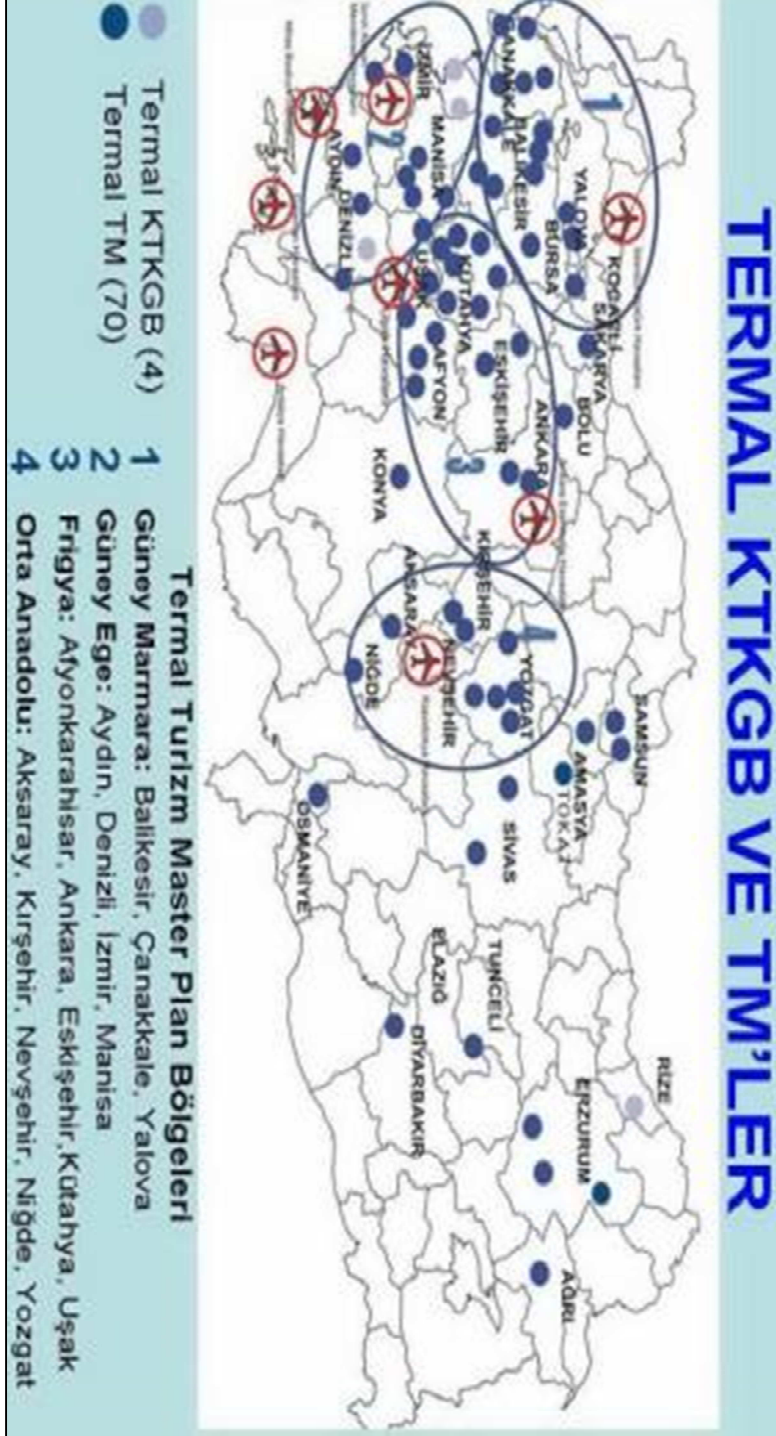 TERMAL KTKGB VE TM'LER
1
ÇANAKKALE
BALIKESİR
YALOVA
BURSA
KOCAELİ
SAKARYA
BOLU
2
İZMİR
MANİSA
AYDIN
DENİZLİ
UŞAK
KÜTAHYA
AFYON
ESKİŞEHİR
ANKARA
3
KONYA
4
KIRŞEHİR
AKSARAY
NEVŞEHİR
NİĞDE
YOZGAT
SAMSUN
AMASYA
TOKAT
SİVAS
OSMANİYE
TUNCELİ
ELAZIĞ
DİYARBAKIR
RİZE
ERZURUM
AĞRI
Termal KTKGB (4)
Termal TM (70)
Termal Turizm Master Plan Bölgeleri
1 Güney Marmara: Balıkesir, Çanakkale, Yalova
2 Güney Ege: Aydın, Denizli, İzmir, Manisa
3 Frigya: Afyonkarahisar, Ankara, Eskişehir,Kütahya, Uşak
4 Orta Anadolu: Aksaray, Kırşehir, Nevşehir, Niğde, Yozgat